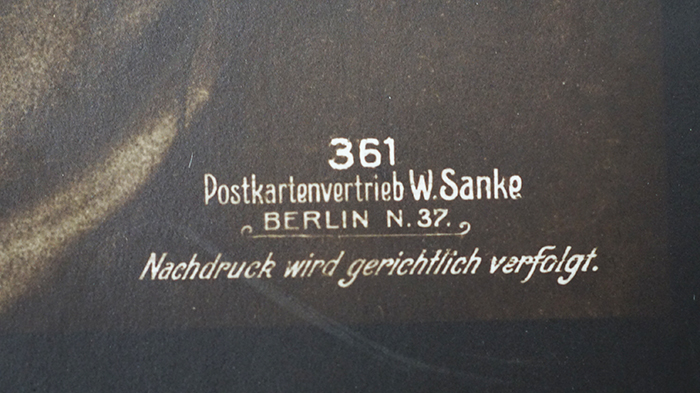 361
Postkartenvertrieb W. Sanke
BERLIN N. 37.
Nachdruck wird gerichtlich verfolgt.